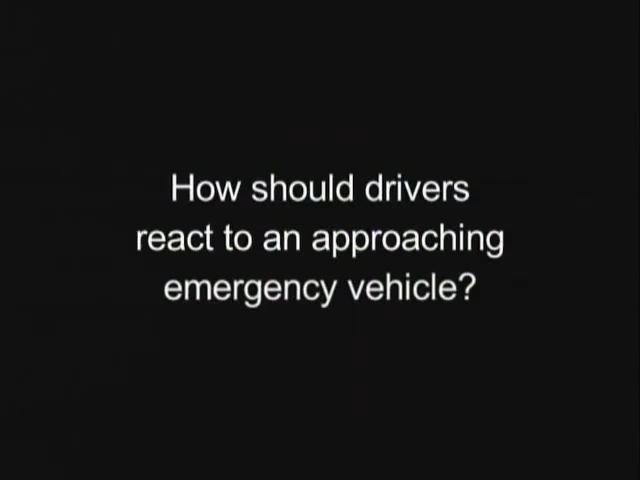 How should drivers
react to an approaching
emergency vehicle?